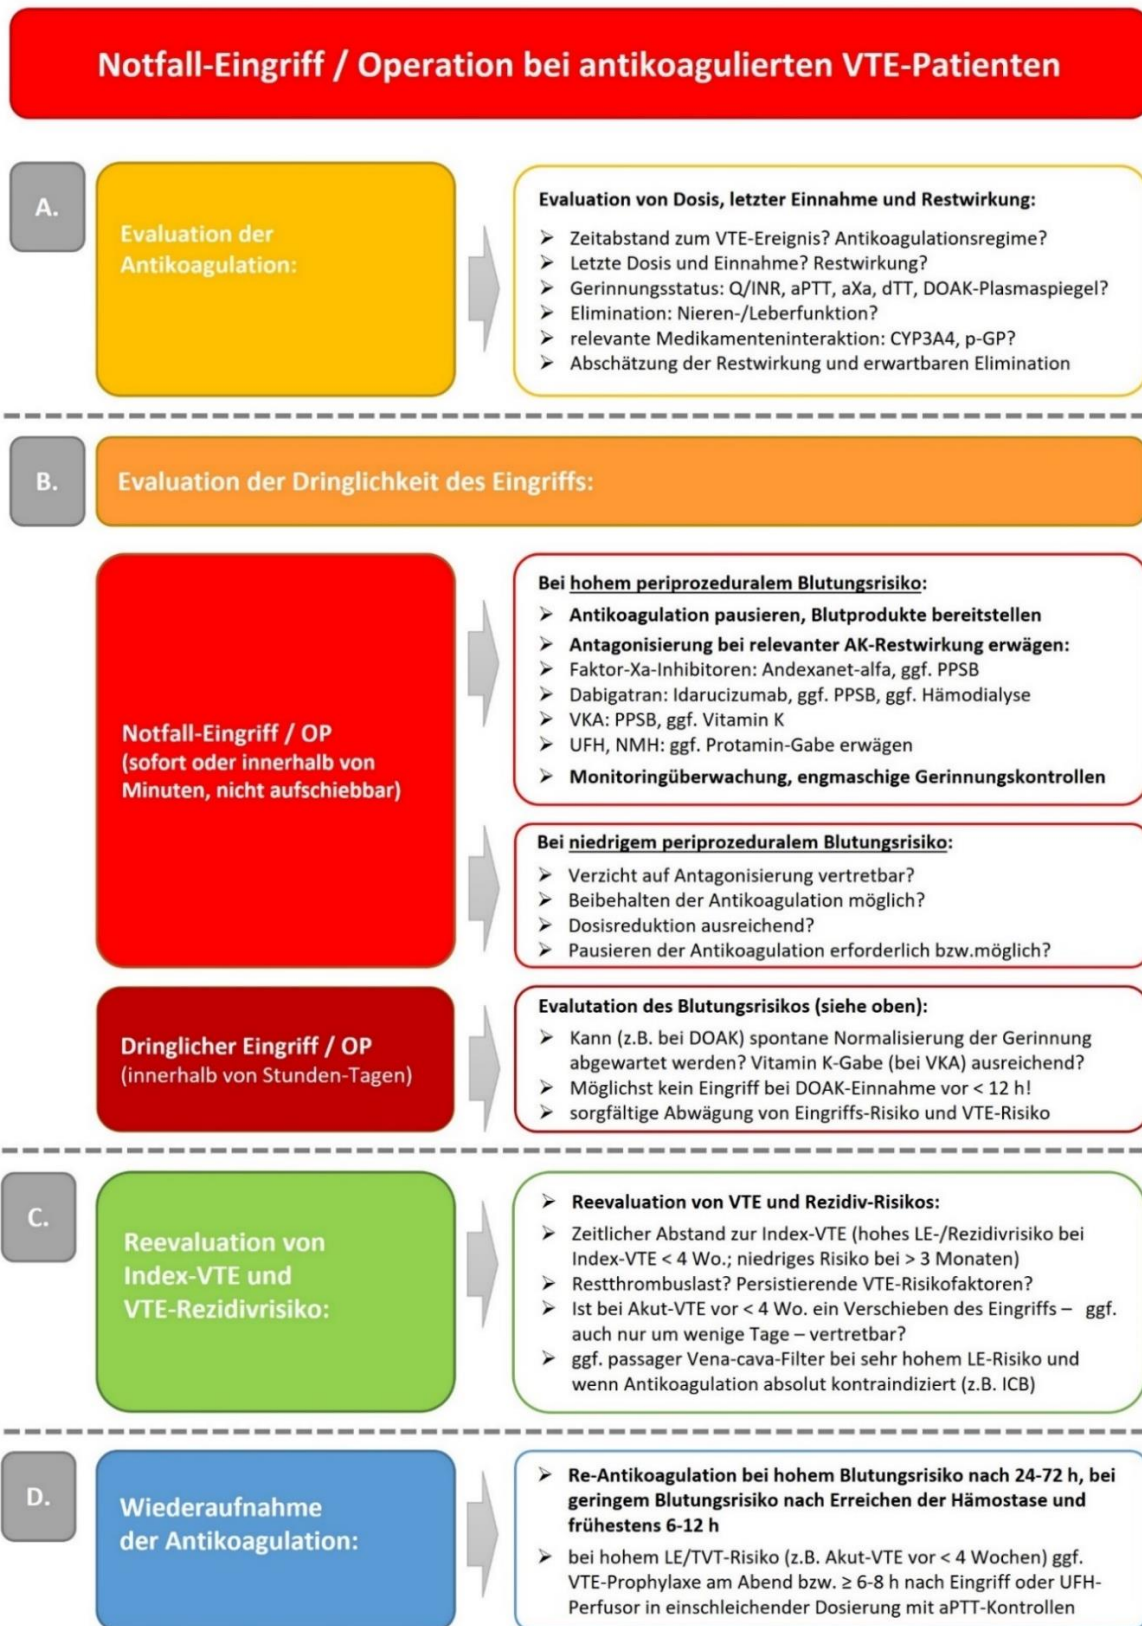 Notfall-Eingriff / Operation bei antikoagulierten VTE-Patienten
A.
Evaluation der
Antikoagulation:
Evaluation von Dosis, letzter Einnahme und Restwirkung:
➢ Zeitabstand zum VTE-Ereignis? Antikoagulationsregime?
➢ Letzte Dosis und Einnahme? Restwirkung?
➢ Gerinnungsstatus: Q/INR, aPTT, aXa, dTT, DOAK-Plasmaspiegel?
➢ Elimination: Nieren-/Leberfunktion?
➢ relevante Medikamenteninteraktion: CYP3A4, p-GP?
➢ Abschätzung der Restwirkung und erwartbaren Elimination
B.
Evaluation der Dringlichkeit des Eingriffs:
Notfall-Eingriff / OP
(sofort oder innerhalb von
Minuten, nicht aufschiebbar)
Bei hohem periprozeduralem Blutungsrisiko:
➢ Antikoagulation pausieren, Blutprodukte bereitstellen
➢ Antagonisierung bei relevanter AK-Restwirkung erwägen:
➢ Faktor-Xa-Inhibitoren: Andexanet-alfa, ggf. PPSB
➢ Dabigatran: Idarucizumab, ggf. PPSB, ggf. Hämodialyse
➢ VKA: PPSB, ggf. Vitamin K
➢ UFH, NMH: ggf. Protamin-Gabe erwägen
➢ Monitoringüberwachung, engmaschige Gerinnungskontrollen
Bei niedrigem periprozeduralem Blutungsrisiko:
➢ Verzicht auf Antagonisierung vertretbar?
➢ Beibehalten der Antikoagulation möglich?
➢ Dosisreduktion ausreichend?
➢ Pausieren der Antikoagulation erforderlich bzw.möglich?
Dringlicher Eingriff / OP
(innerhalb von Stunden-Tagen)
Evalutation des Blutungsrisikos (siehe oben):
➢ Kann (z.B. bei DOAK) spontane Normalisierung der Gerinnung
abgewartet werden? Vitamin K-Gabe (bei VKA) ausreichend?
➢ Möglichst kein Eingriff bei DOAK-Einnahme vor < 12 h!
➢ sorgfältige Abwägung von Eingriffs-Risiko und VTE-Risiko
C.
Reevaluation von
Index-VTE und
VTE-Rezidivrisiko:
➢ Reevaluation von VTE und Rezidiv-Risikos:
➢ Zeitlicher Abstand zur Index-VTE (hohes LE-/Rezidivrisiko bei
Index-VTE < 4 Wo.; niedriges Risiko bei > 3 Monaten)
➢ Restthrombuslast? Persistierende VTE-Risikofaktoren?
➢ Ist bei Akut-VTE vor < 4 Wo. ein Verschieben des Eingriffs – ggf.
auch nur um wenige Tage – vertretbar?
➢ ggf. passager Vena-cava-Filter bei sehr hohem LE-Risiko und
wenn Antikoagulation absolut kontraindiziert (z.B. ICB)
D.
Wiederaufnahme
der Antikoagulation:
➢ Re-Antikoagulation bei hohem Blutungsrisiko nach 24-72 h, bei
geringem Blutungsrisiko nach Erreichen der Hämostase und
frühestens 6-12 h
➢ bei hohem LE/TVT-Risiko (z.B. Akut-VTE vor < 4 Wochen) ggf.
VTE-Prophylaxe am Abend bzw. ≥ 6-8 h nach Eingriff oder UFH-
Perfusor in einschleichender Dosierung mit aPTT-Kontrollen